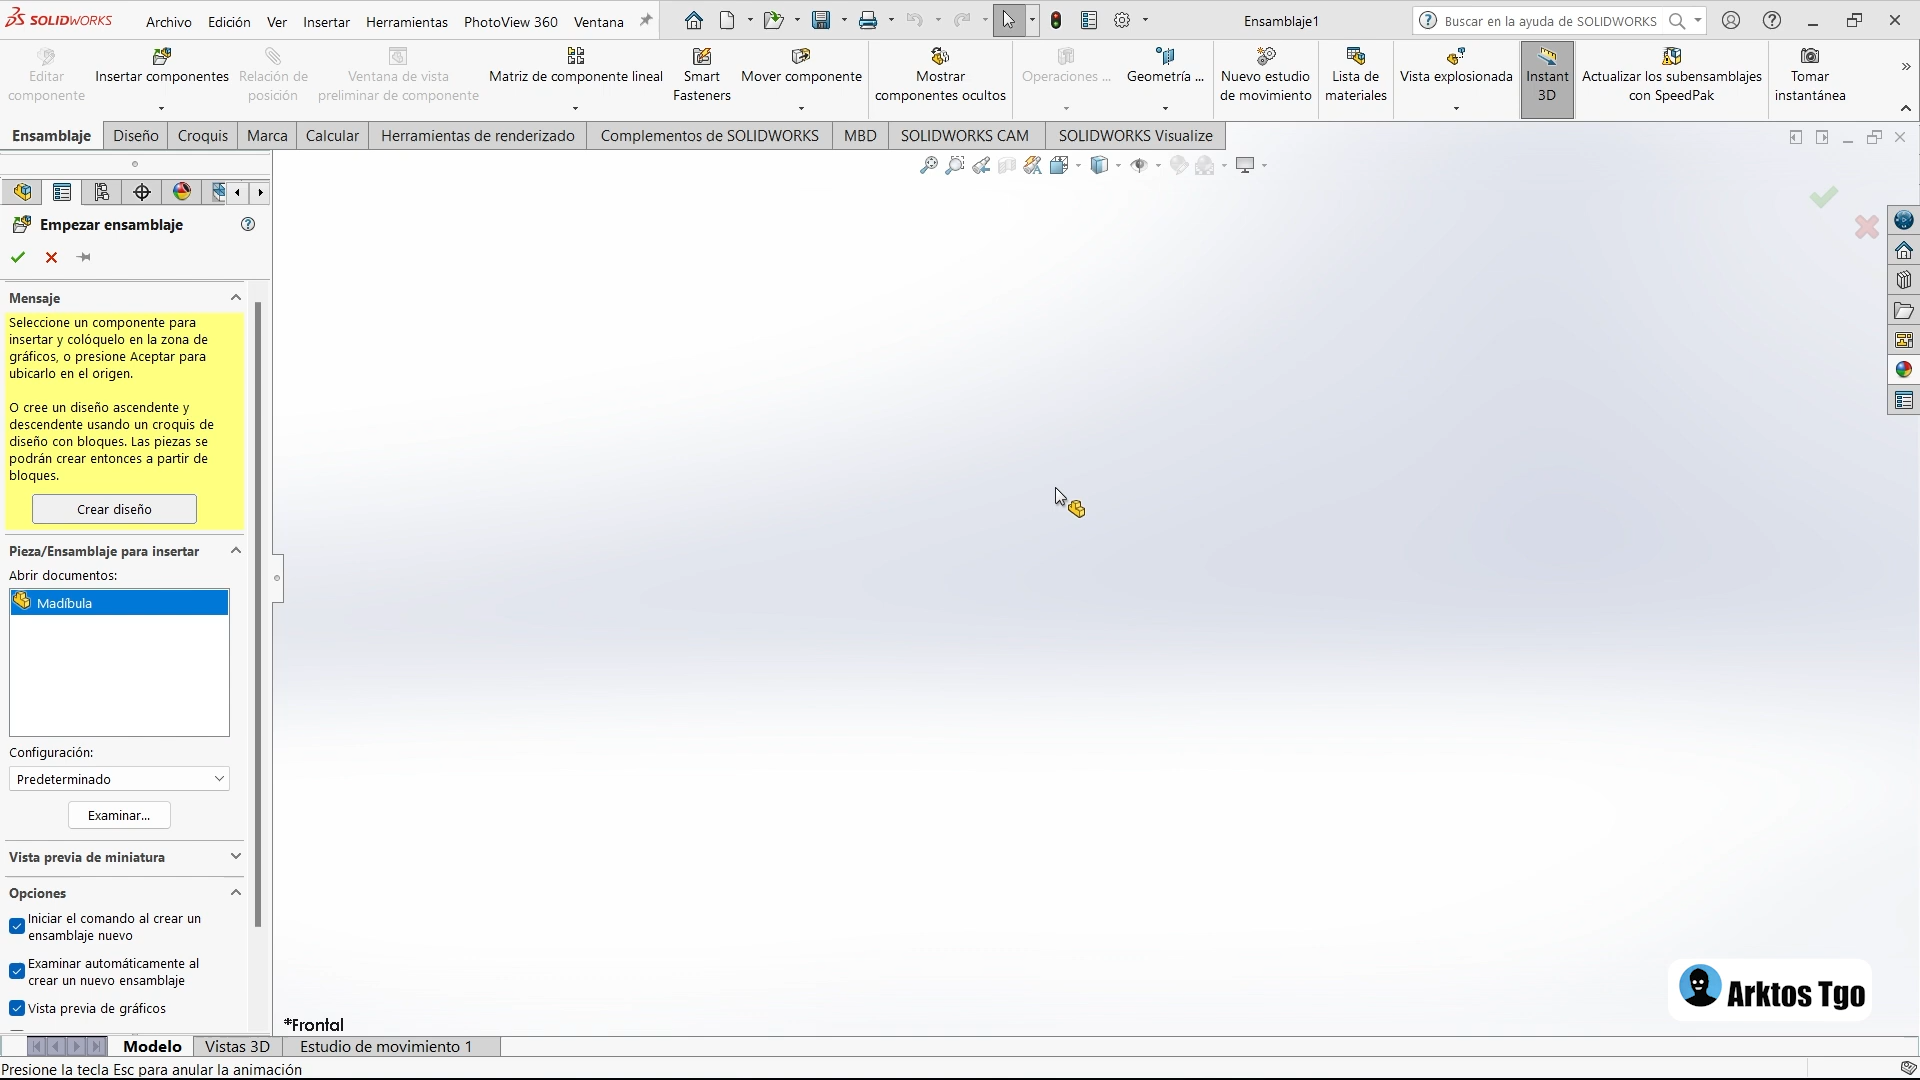 SOLIDWORKS
Archivo Edición Ver Insertar Herramientas PhotoView 360 Ventana
Ensamblaje1
Buscar en la ayuda de SOLIDWORKS
Editar componente
Insertar componentes
Relación de posición
Ventana de vista preliminar de componente
Matriz de componente lineal
Smart Fasteners
Mover componente
Mostrar componentes ocultos
Operaciones ...
Geometría ...
Nuevo estudio de movimiento
Lista de materiales
Vista explosionada
Instant 3D
Actualizar los subensamblajes con SpeedPak
Tomar instantánea
Ensamblaje Diseño Croquis Marca Calcular Herramientas de renderizado Complementos de SOLIDWORKS MBD SOLIDWORKS CAM SOLIDWORKS Visualize
Empezar ensamblaje
Mensaje
Seleccione un componente para
insertar y colóquelo en la zona de
gráficos, o presione Aceptar para
ubicarlo en el origen.
O cree un diseño ascendente y
descendente usando un croquis de
diseño con bloques. Las piezas se
podrán crear entonces a partir de
bloques.
Crear diseño
Pieza/Ensamblaje para insertar
Abrir documentos:
Madíbula
Configuración:
Predeterminado
Examinar...
Vista previa de miniatura
Opciones
Iniciar el comando al crear un
ensamblaje nuevo
Examinar automáticamente al
crear un nuevo ensamblaje
Vista previa de gráficos
*Frontal
Arktos Tgo
Modelo Vistas 3D Estudio de movimiento 1
Presione la tecla Esc para anular la animación